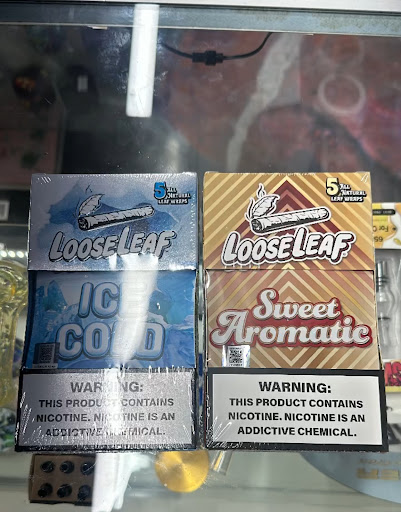 5 ALL
NATURAL
LEAF WRAPS
LOOSELEAF
ICE
COLD
WARNING:
THIS PRODUCT CONTAINS
NICOTINE. NICOTINE IS AN
ADDICTIVE CHEMICAL.
5 ALL
NATURAL
LEAF WRAPS
LOOSELEAF
Sweet
Aromatic
WARNING:
THIS PRODUCT CONTAINS
NICOTINE. NICOTINE IS AN
ADDICTIVE CHEMICAL.